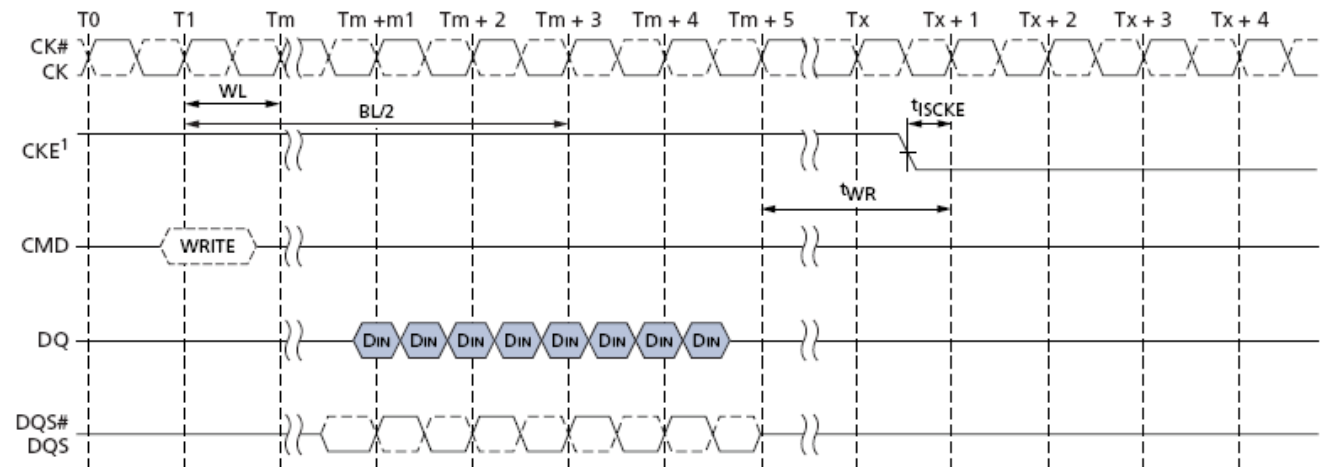 T0 T1 Tm Tm +m1 Tm + 2 Tm + 3 Tm + 4 Tm + 5 Tx Tx + 1 Tx + 2 Tx + 3 Tx + 4
CK#
CK
WL
BL/2
tISCKE
CKE1
tWR
CMD WRITE
DQ DIN DIN DIN DIN DIN DIN DIN DIN
DQS#
DQS